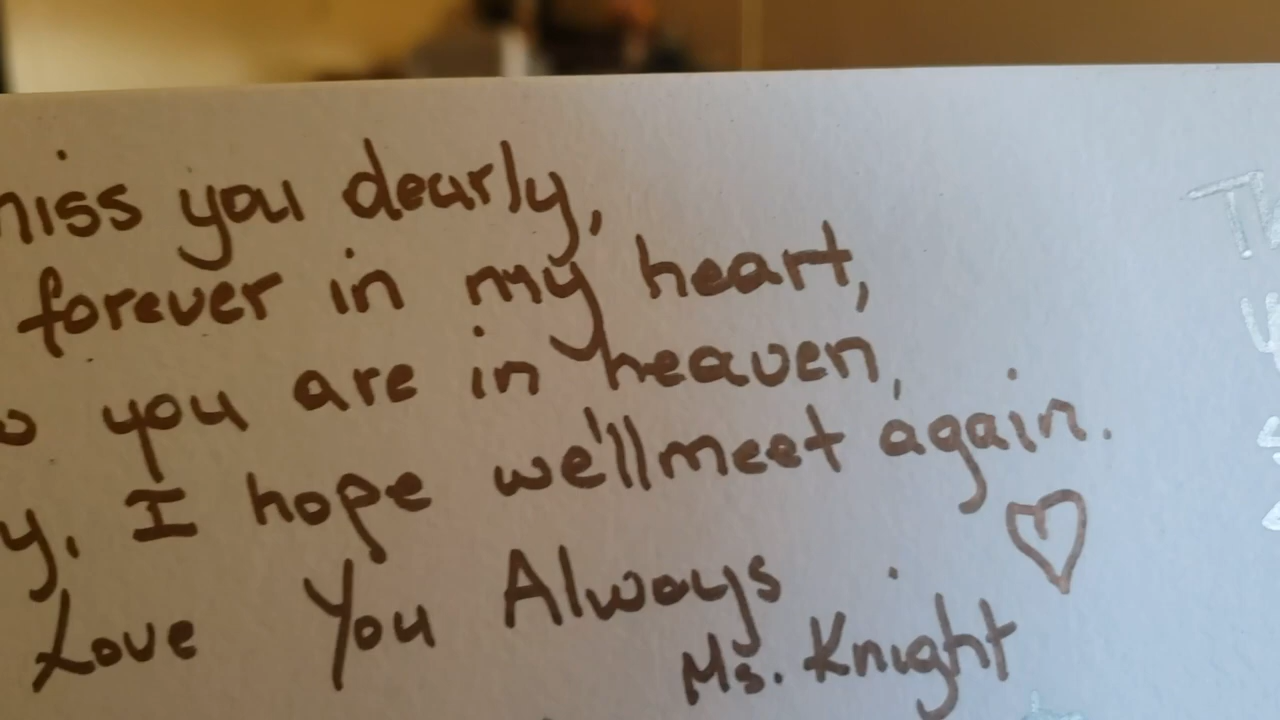 miss you dearly,
forever in my heart,
you are in heaven,
y. I hope we'll meet again.
Love You Always
Ms. Knight